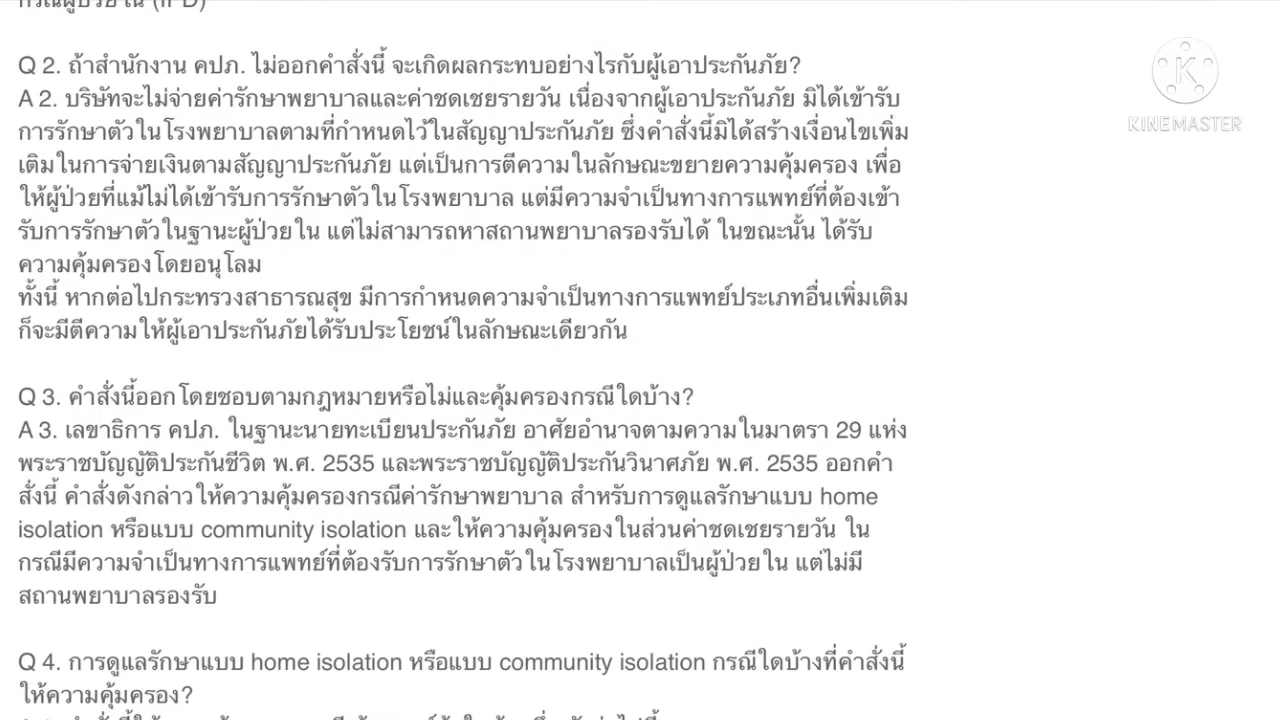 กรณีผู้ป่วยใน (IPD)
Q 2. ถ้าสำนักงาน คปภ. ไม่ออกคำสั่งนี้ จะเกิดผลกระทบอย่างไรกับผู้เอาประกันภัย?
A 2. บริษัทจะไม่จ่ายค่ารักษาพยาบาลและค่าชดเชยรายวัน เนื่องจากผู้เอาประกันภัย มิได้เข้ารับ
การรักษาตัวในโรงพยาบาลตามที่กำหนดไว้ในสัญญาประกันภัย ซึ่งคำสั่งนี้มิได้สร้างเงื่อนไขเพิ่ม
เติมในการจ่ายเงินตามสัญญาประกันภัย แต่เป็นการตีความในลักษณะขยายความคุ้มครอง เพื่อ
ให้ผู้ป่วยที่แม้ไม่ได้เข้ารับการรักษาตัวในโรงพยาบาล แต่มีความจำเป็นทางการแพทย์ที่ต้องเข้า
รับการรักษาตัวในฐานะผู้ป่วยใน แต่ไม่สามารถหาสถานพยาบาลรองรับได้ ในขณะนั้น ได้รับ
ความคุ้มครองโดยอนุโลม
ทั้งนี้ หากต่อไปกระทรวงสาธารณสุข มีการกำหนดความจำเป็นทางการแพทย์ประเภทอื่นเพิ่มเติม
ก็จะมีตีความให้ผู้เอาประกันภัยได้รับประโยชน์ในลักษณะเดียวกัน
Q 3. คำสั่งนี้ออกโดยชอบตามกฎหมายหรือไม่และคุ้มครองกรณีใดบ้าง?
A 3. เลขาธิการ คปภ. ในฐานะนายทะเบียนประกันภัย อาศัยอำนาจตามความในมาตรา 29 แห่ง
พระราชบัญญัติประกันชีวิต พ.ศ. 2535 และพระราชบัญญัติประกันวินาศภัย พ.ศ. 2535 ออกคำ
สั่งนี้ คำสั่งดังกล่าวให้ความคุ้มครองกรณีค่ารักษาพยาบาล สำหรับการดูแลรักษาแบบ home
isolation หรือแบบ community isolation และให้ความคุ้มครองในส่วนค่าชดเชยรายวัน ใน
กรณีมีความจำเป็นทางการแพทย์ที่ต้องรับการรักษาตัวในโรงพยาบาลเป็นผู้ป่วยใน แต่ไม่มี
สถานพยาบาลรองรับ
Q 4. การดูแลรักษาแบบ home isolation หรือแบบ community isolation กรณีใดบ้างที่คำสั่งนี้
ให้ความคุ้มครอง?
K
KINEMASTER